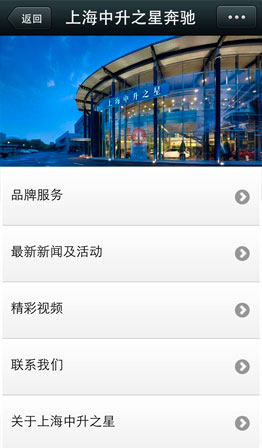 返回
上海中升之星奔驰
上海中升之星
品牌服务
最新新闻及活动
精彩视频
联系我们
关于上海中升之星